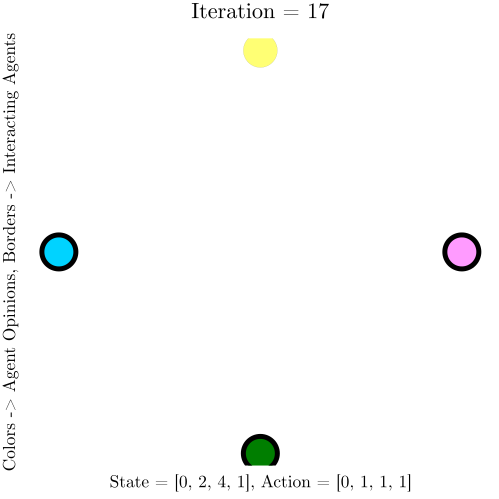 Iteration = 17
Colors -> Agent Opinions, Borders -> Interacting Agents
State = [0, 2, 4, 1], Action = [0, 1, 1, 1]